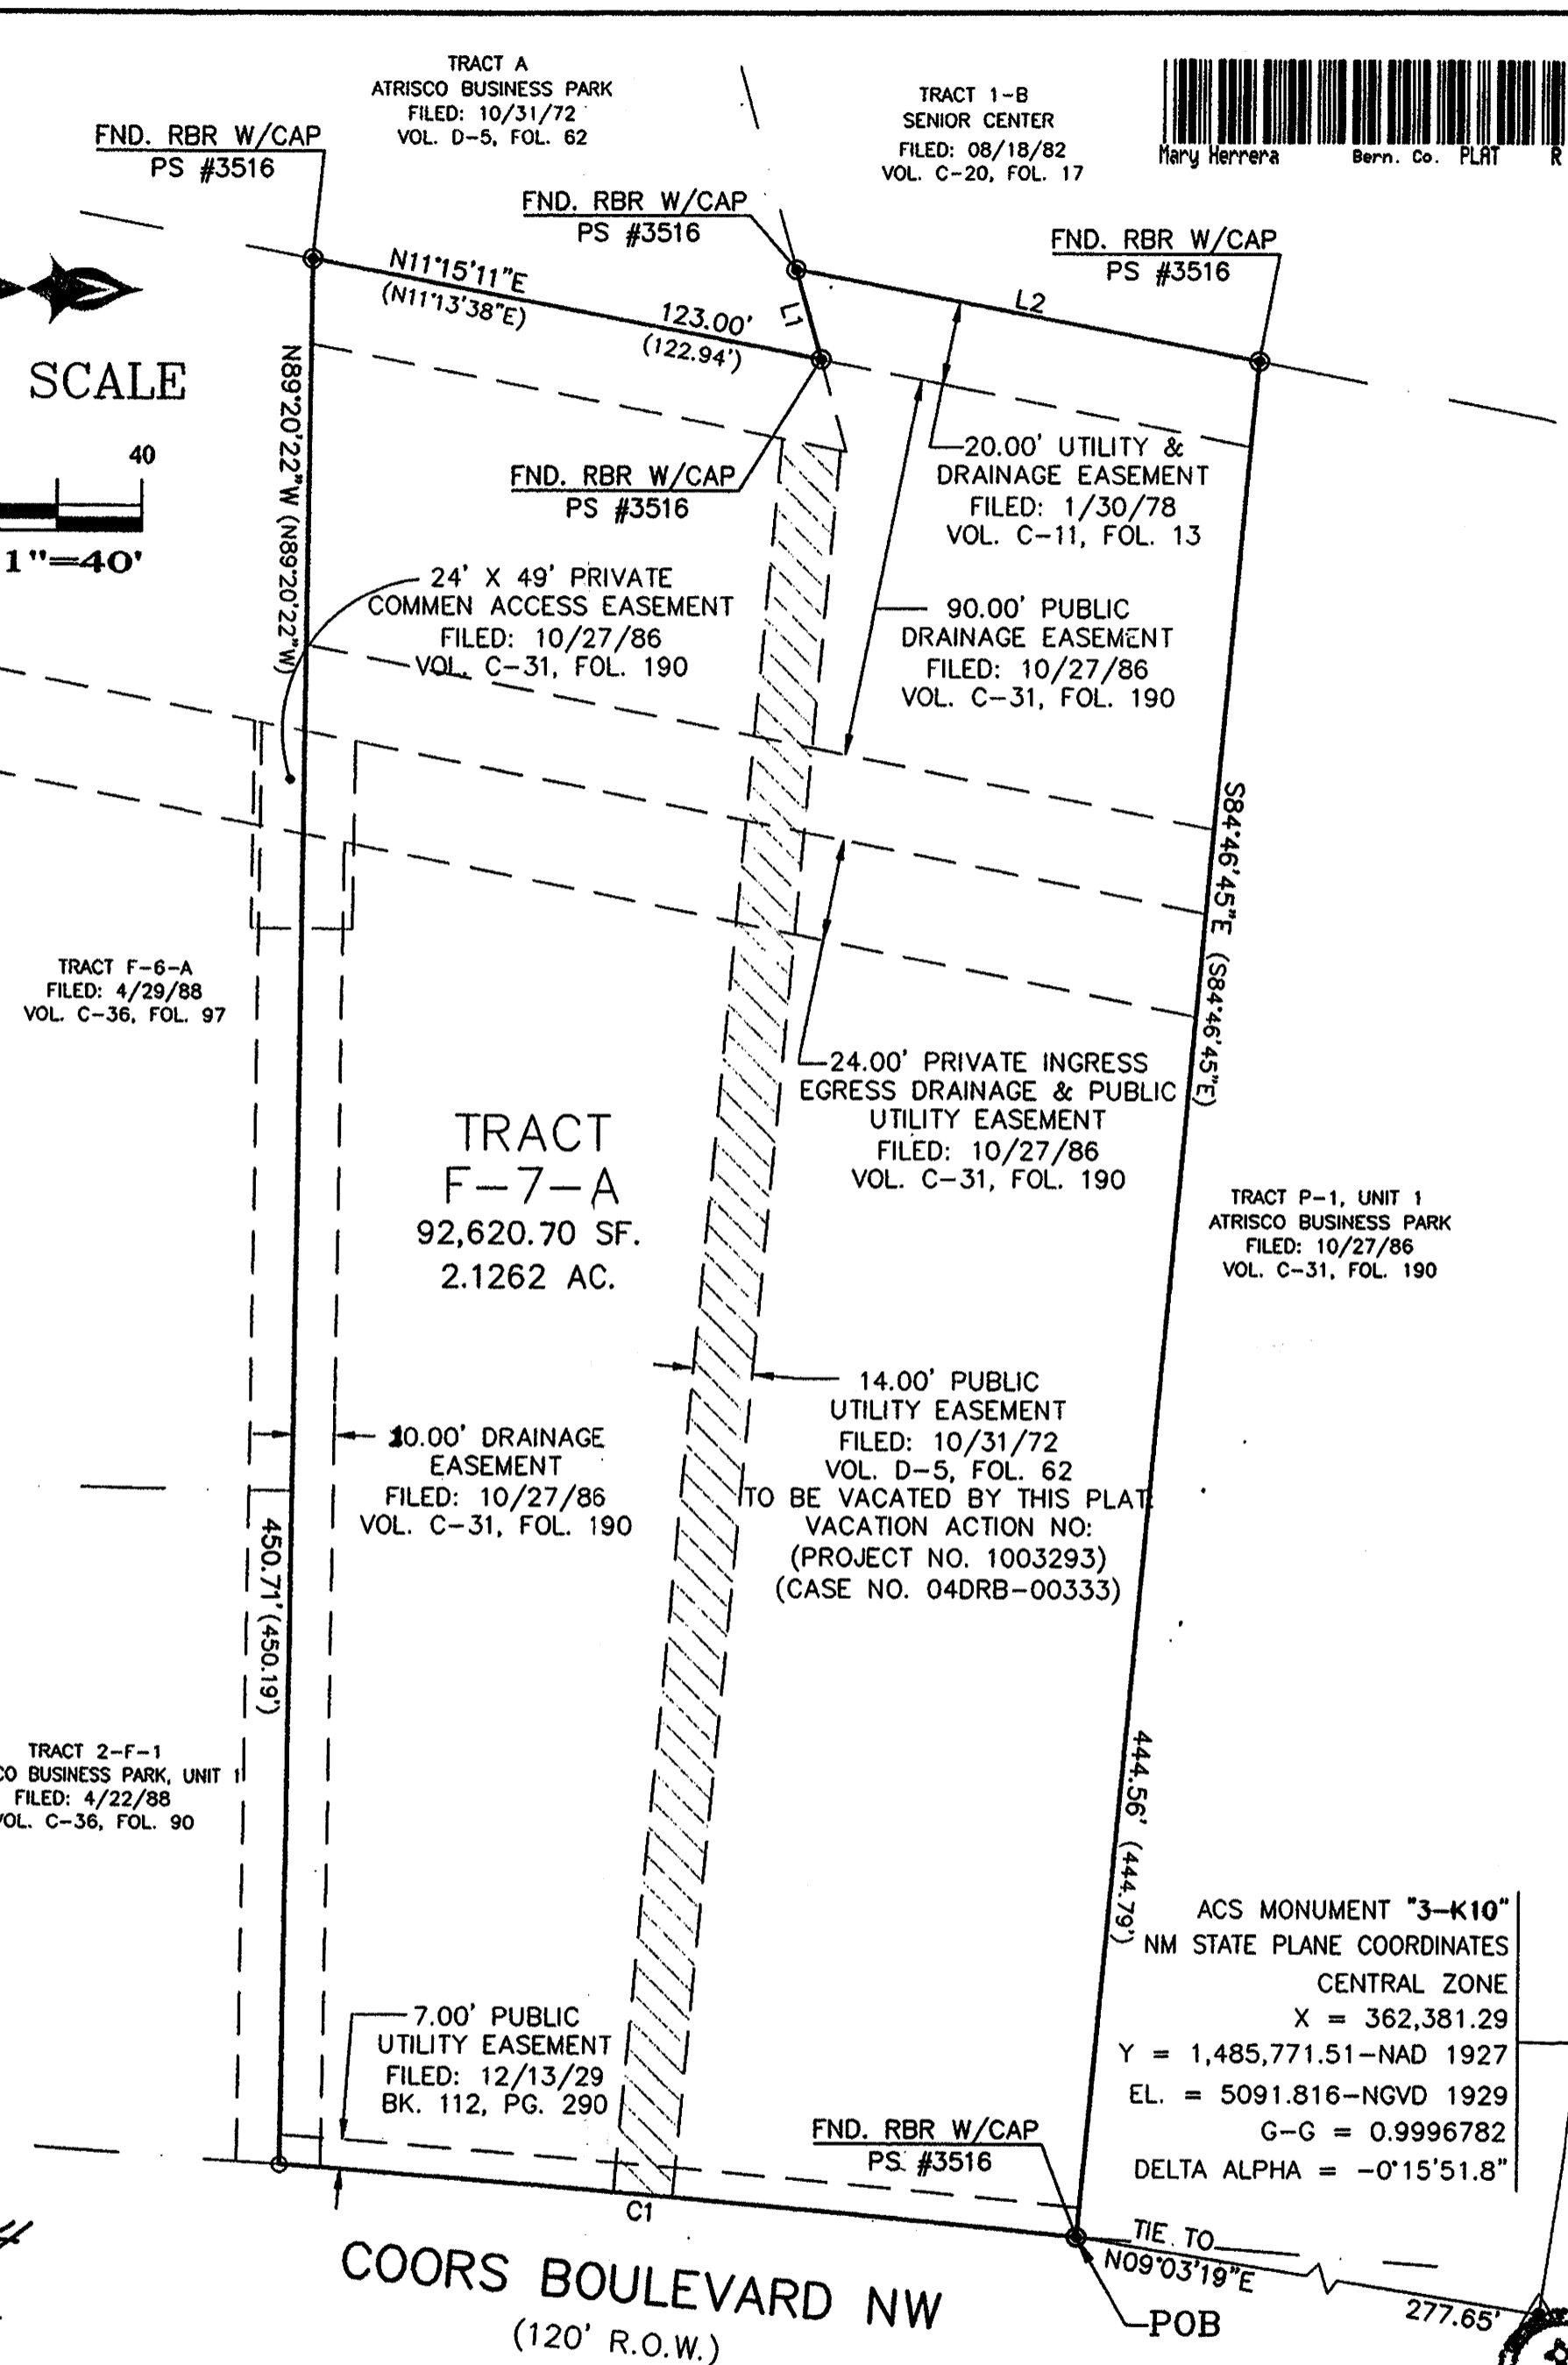 TRACT A
ATRISCO BUSINESS PARK
FILED: 10/31/72
VOL. D-5, FOL. 62
TRACT 1-B
SENIOR CENTER
FILED: 08/18/82
VOL. C-20, FOL. 17
Mary Herrera Bern. Co. PLAT R
FND. RBR W/CAP
PS #3516
FND. RBR W/CAP
PS #3516
FND. RBR W/CAP
PS #3516
N11°15'11"E
(N11°13'38"E)
123.00'
(122.94')
L1
L2
SCALE
40
1"=40'
N89°20'22"W (N89°20'22"W)
FND. RBR W/CAP
PS #3516
20.00' UTILITY &
DRAINAGE EASEMENT
FILED: 1/30/78
VOL. C-11, FOL. 13
24' X 49' PRIVATE
COMMEN ACCESS EASEMENT
FILED: 10/27/86
VOL. C-31, FOL. 190
90.00' PUBLIC
DRAINAGE EASEMENT
FILED: 10/27/86
VOL. C-31, FOL. 190
S84°46'45"E (S84°46'45"E)
TRACT F-6-A
FILED: 4/29/88
VOL. C-36, FOL. 97
24.00' PRIVATE INGRESS
EGRESS DRAINAGE & PUBLIC
UTILITY EASEMENT
FILED: 10/27/86
VOL. C-31, FOL. 190
TRACT
F-7-A
92,620.70 SF.
2.1262 AC.
TRACT P-1, UNIT 1
ATRISCO BUSINESS PARK
FILED: 10/27/86
VOL. C-31, FOL. 190
14.00' PUBLIC
UTILITY EASEMENT
FILED: 10/31/72
VOL. D-5, FOL. 62
TO BE VACATED BY THIS PLAT
VACATION ACTION NO:
(PROJECT NO. 1003293)
(CASE NO. 04DRB-00333)
10.00' DRAINAGE
EASEMENT
FILED: 10/27/86
VOL. C-31, FOL. 190
450.71' (450.19')
TRACT 2-F-1
CO BUSINESS PARK, UNIT 1
FILED: 4/22/88
VOL. C-36, FOL. 90
444.56' (444.79')
ACS MONUMENT "3-K10"
NM STATE PLANE COORDINATES
CENTRAL ZONE
X = 362,381.29
Y = 1,485,771.51-NAD 1927
EL. = 5091.816-NGVD 1929
G-G = 0.9996782
DELTA ALPHA = -0°15'51.8"
7.00' PUBLIC
UTILITY EASEMENT
FILED: 12/13/29
BK. 112, PG. 290
FND. RBR W/CAP
PS #3516
C1
TIE TO
N09°03'19"E
277.65'
POB
COORS BOULEVARD NW
(120' R.O.W.)